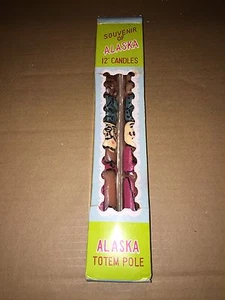 SOUVENIR
OF
ALASKA
12" CANDLES
ALASKA
TOTEM POLE